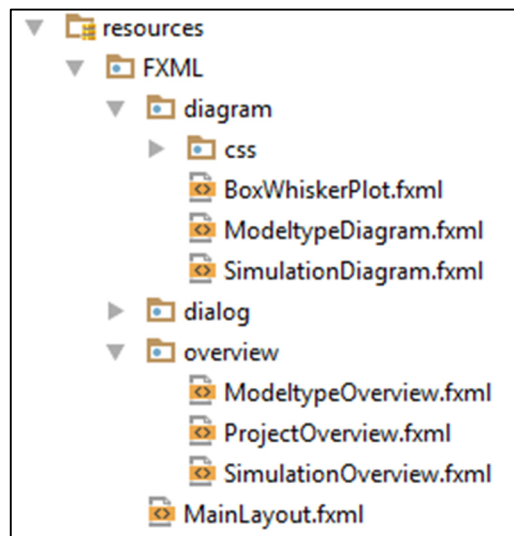 resources
FXML
diagram
css
BoxWhiskerPlot.fxml
ModeltypeDiagram.fxml
SimulationDiagram.fxml
dialog
overview
ModeltypeOverview.fxml
ProjectOverview.fxml
SimulationOverview.fxml
MainLayout.fxml